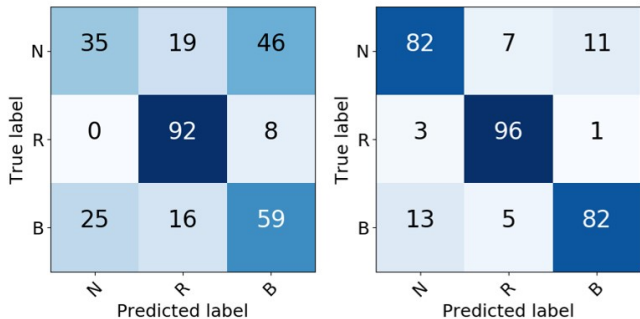 True label
N 35 19 46
R 0 92 8
B 25 16 59
N R B
Predicted label
True label
N 82 7 11
R 3 96 1
B 13 5 82
N R B
Predicted label